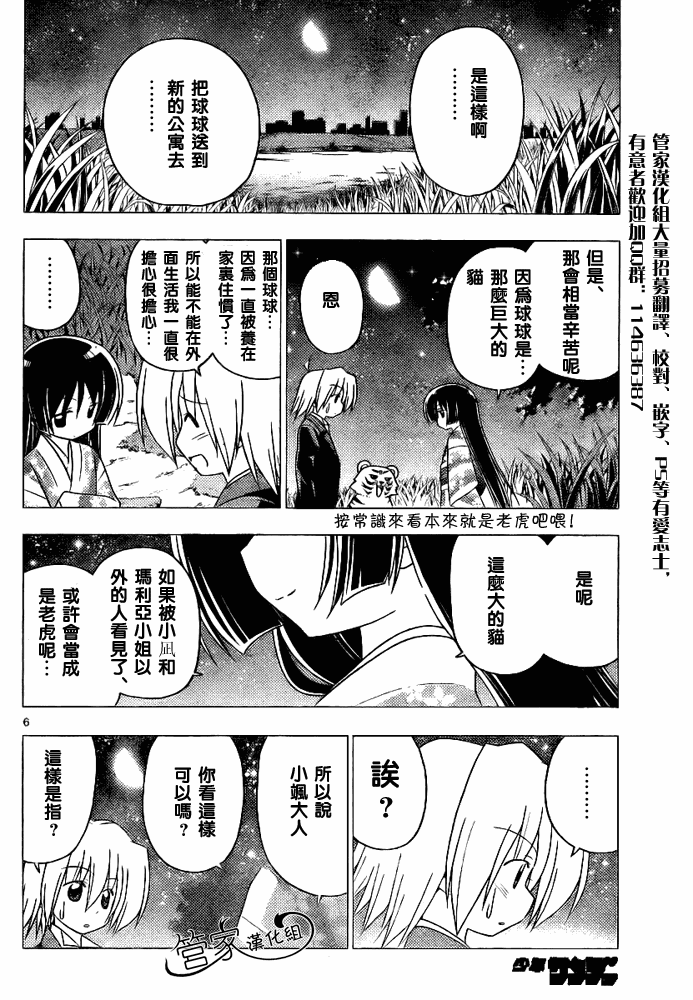 是這樣啊
………
把球球送到
新的公寓去
………
但是、
那會相當辛苦呢
因爲球球是…
那麼巨大的
貓
恩
那個球球…
因爲一直被養在
家裏住慣了…
所以能不能在外
面生活我一直很
擔心很擔心…
………
按常識來看本來就是老虎吧喂！
是呢
這麼大的
貓
如果被小凪和
瑪利亞小姐以
外的人看見了、
或許會當成
是老虎呢…
6
………
誒？
所以說
小颯大人
你看這樣
可以嗎？
這樣是指？
管家漢化組
少年サンデー
管家漢化組大量招募翻譯、校對、嵌字、PS等有愛志士，
有意者歡迎加QQ群：114636387